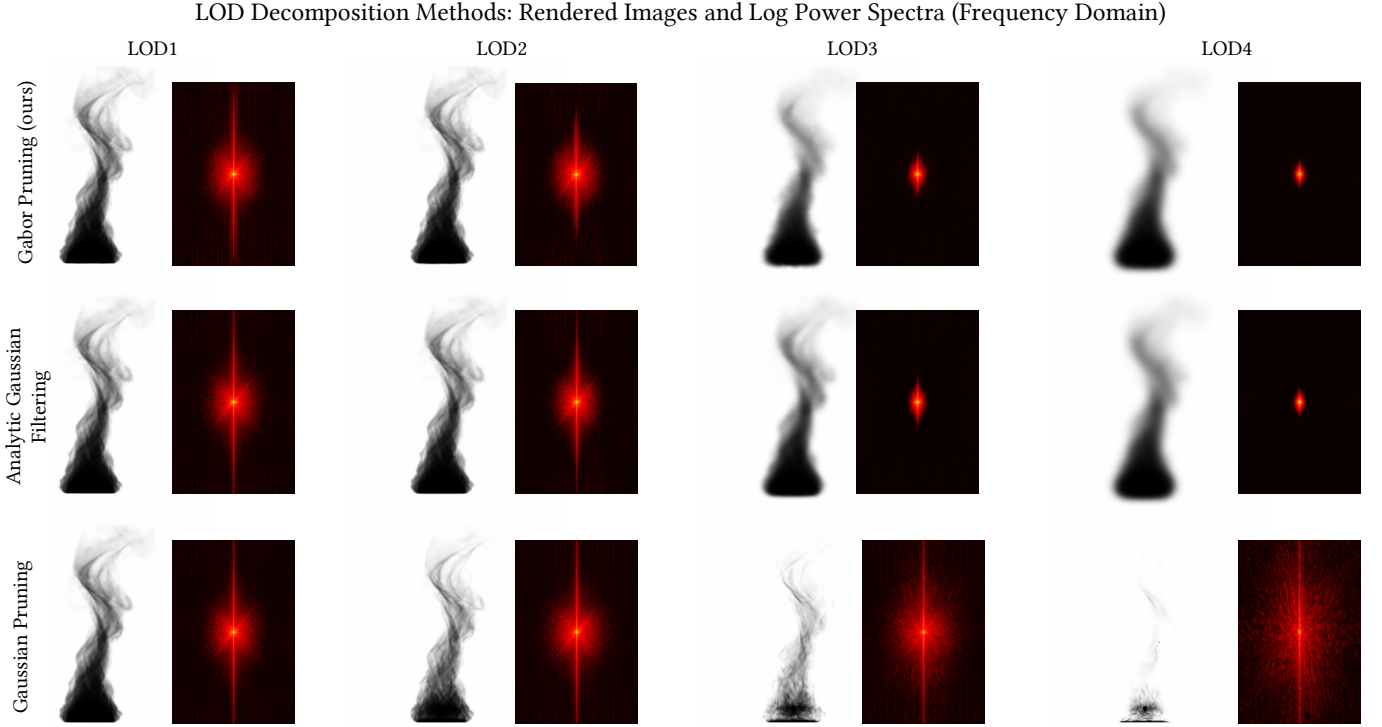 LOD Decomposition Methods: Rendered Images and Log Power Spectra (Frequency Domain)
LOD1
LOD2
LOD3
LOD4
Gabor Pruning (ours)
Analytic Gaussian
Filtering
Gaussian Pruning